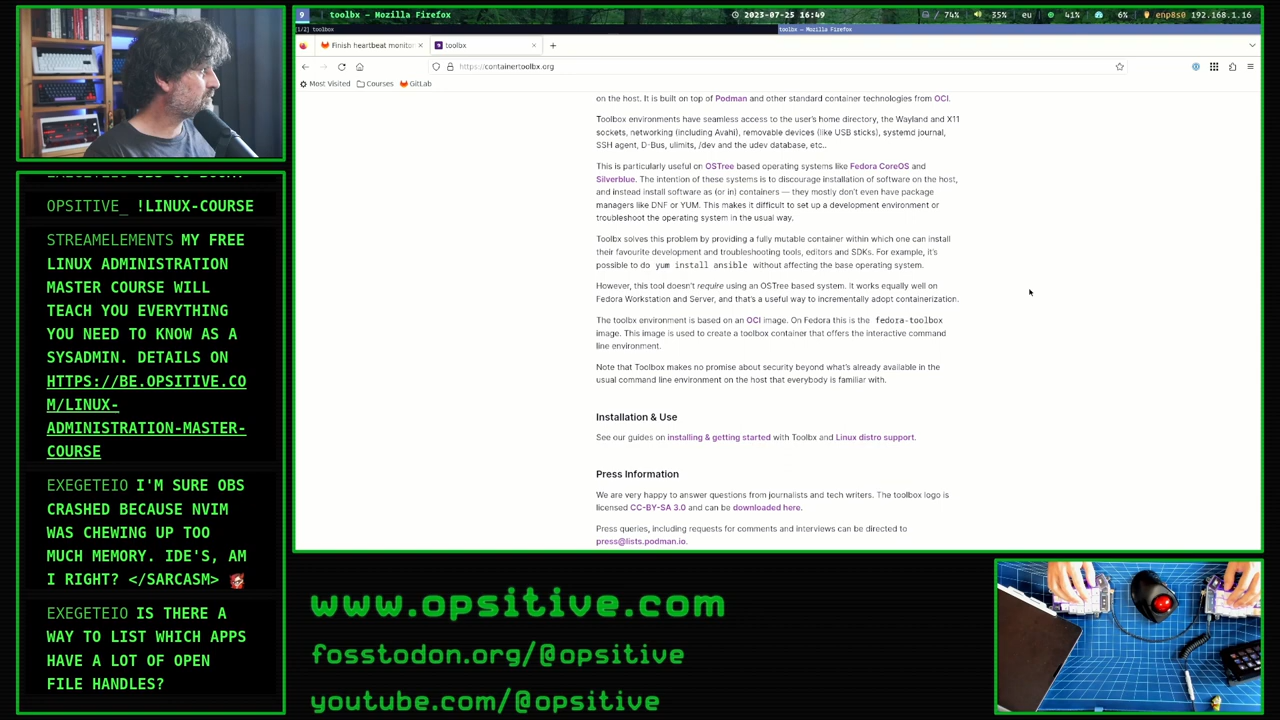 9 toolbx — Mozilla Firefox
2023-07-25 16:49
/ 74% 35% eu 41% 6% enp8s0 192.168.1.16
[1/2] toolbox
toolbx — Mozilla Firefox
Finish heartbeat monitor
toolbx
https://containertoolbx.org
Most Visited Courses GitLab
on the host. It is built on top of Podman and other standard container technologies from OCI.
Toolbox environments have seamless access to the user's home directory, the Wayland and X11
sockets, networking (including Avahi), removable devices (like USB sticks), systemd journal,
SSH agent, D-Bus, ulimits, /dev and the udev database, etc..
This is particularly useful on OSTree based operating systems like Fedora CoreOS and
Silverblue. The intention of these systems is to discourage installation of software on the host,
and instead install software as (or in) containers — they mostly don't even have package
managers like DNF or YUM. This makes it difficult to set up a development environment or
troubleshoot the operating system in the usual way.
Toolbx solves this problem by providing a fully mutable container within which one can install
their favourite development and troubleshooting tools, editors and SDKs. For example, it's
possible to do yum install ansible without affecting the base operating system.
However, this tool doesn't require using an OSTree based system. It works equally well on
Fedora Workstation and Server, and that's a useful way to incrementally adopt containerization.
The toolbx environment is based on an OCI image. On Fedora this is the fedora-toolbox
image. This image is used to create a toolbox container that offers the interactive command
line environment.
Note that Toolbox makes no promise about security beyond what's already available in the
usual command line environment on the host that everybody is familiar with.
Installation & Use
See our guides on installing & getting started with Toolbx and Linux distro support.
Press Information
We are very happy to answer questions from journalists and tech writers. The toolbox logo is
licensed CC-BY-SA 3.0 and can be downloaded here.
Press queries, including requests for comments and interviews can be directed to
press@lists.podman.io.
OPSITIVE_ !LINUX-COURSE
STREAMELEMENTS MY FREE
LINUX ADMINISTRATION
MASTER COURSE WILL
TEACH YOU EVERYTHING
YOU NEED TO KNOW AS A
SYSADMIN. DETAILS ON
HTTPS://BE.OPSITIVE.CO
M/LINUX-
ADMINISTRATION-MASTER-
COURSE
EXEGETEIO I'M SURE OBS
CRASHED BECAUSE NVIM
WAS CHEWING UP TOO
MUCH MEMORY. IDE'S, AM
I RIGHT? </SARCASM>
EXEGETEIO IS THERE A
WAY TO LIST WHICH APPS
HAVE A LOT OF OPEN
FILE HANDLES?
www.opsitive.com
fosstodon.org/@opsitive
youtube.com/@opsitive